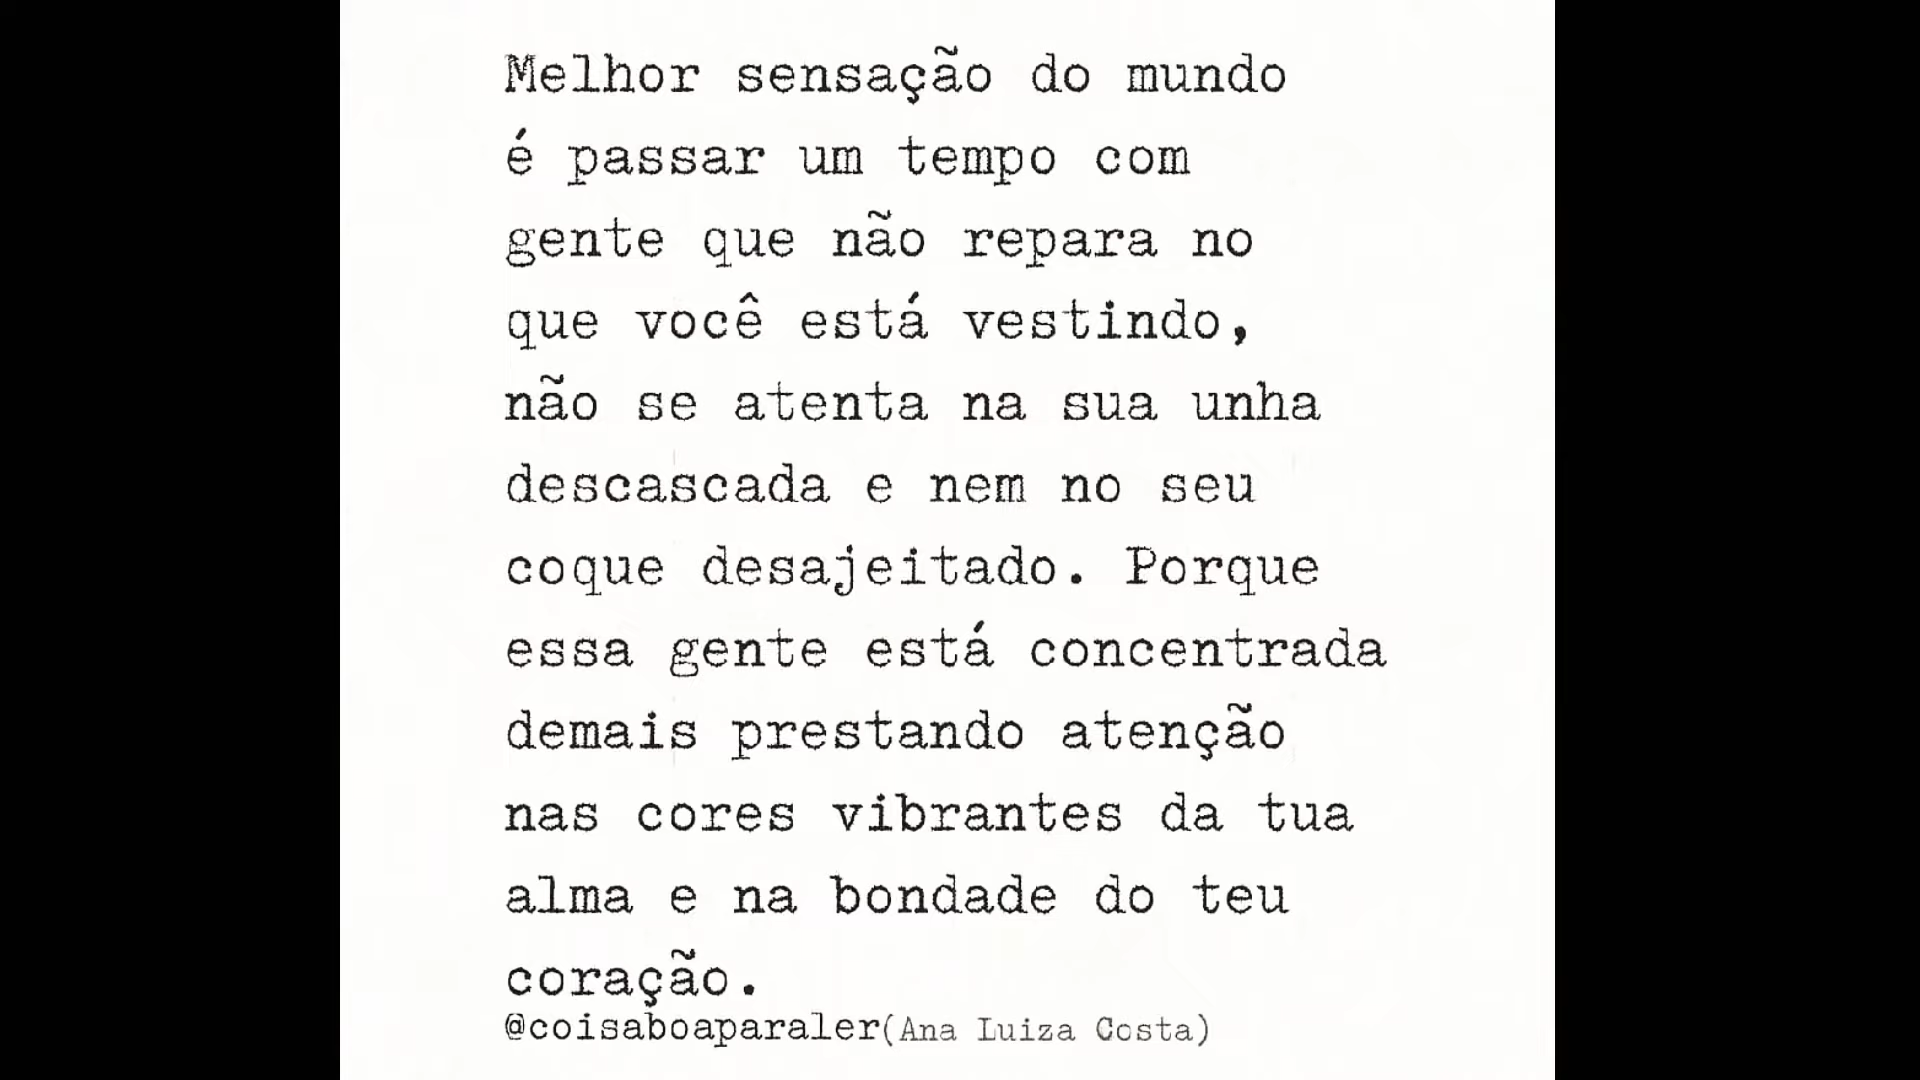 Melhor sensação do mundo
é passar um tempo com
gente que não repara no
que você está vestindo,
não se atenta na sua unha
descascada e nem no seu
coque desajeitado. Porque
essa gente está concentrada
demais prestando atenção
nas cores vibrantes da tua
alma e na bondade do teu
coração.
@coisaboaparaler(Ana Luiza Costa)